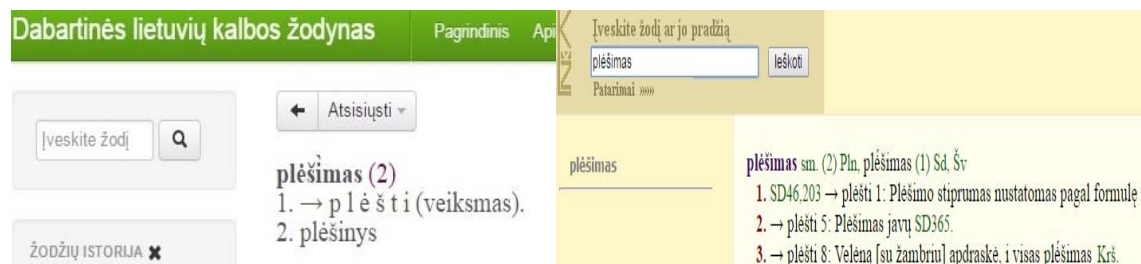 Dabartinės lietuvių kalbos žodynas
Pagrindinis Api
Įveskite žodį
Atsisiųsti
plėšìmas (2)
1. → p l ė š t i (veiksmas).
2. plėšinys
ŽODŽIŲ ISTORIJA ✖
Įveskite žodį ar jo pradžią
plėšimas
Ieškoti
Patarimai »»»
plėšimas
plėšimas sm. (2) Pln, plė́šimas (1) Sd, Šv
1. SD46,203 → plėšti 1: Plėšimo stiprumas nustatomas pagal formulę
2. → plėšti 5: Plėšimas javų SD365.
3. → plėšti 8: Velėną [su žambriu] apdraskė, i visas plė́šimas Krš.